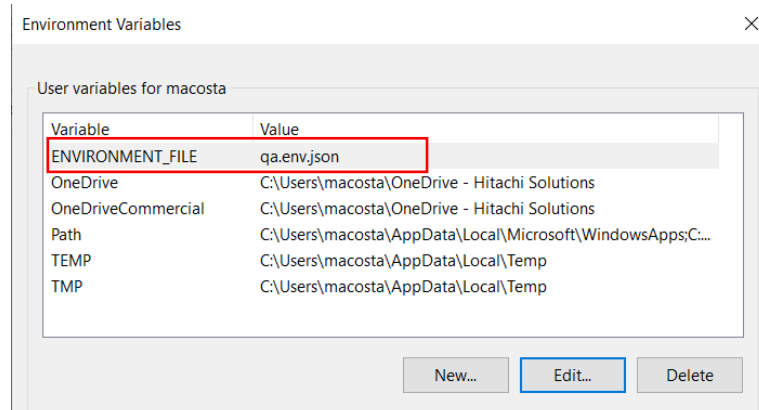 Environment Variables
User variables for macosta
Variable Value
ENVIRONMENT_FILE qa.env.json
OneDrive C:\Users\macosta\OneDrive - Hitachi Solutions
OneDriveCommercial C:\Users\macosta\OneDrive - Hitachi Solutions
Path C:\Users\macosta\AppData\Local\Microsoft\WindowsApps;C:...
TEMP C:\Users\macosta\AppData\Local\Temp
TMP C:\Users\macosta\AppData\Local\Temp
New... Edit... Delete